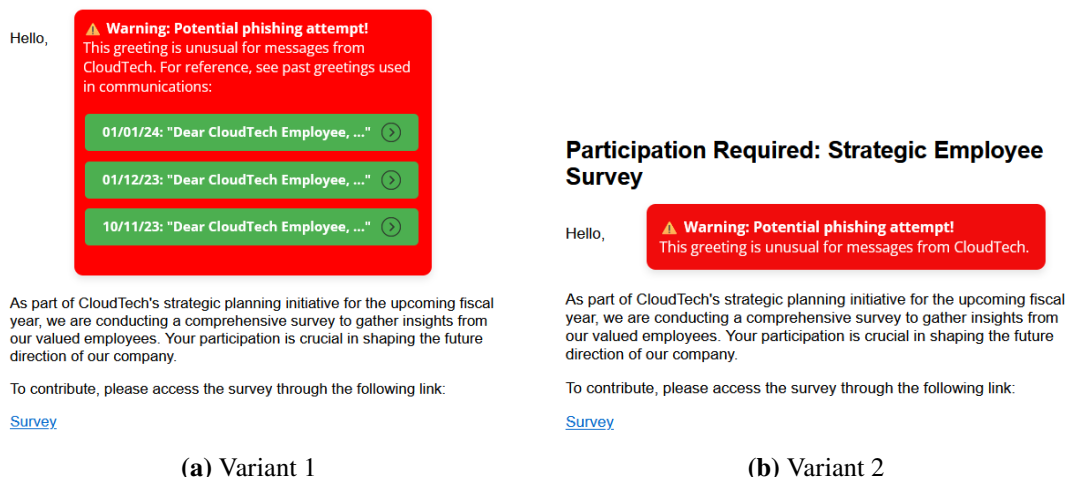 Hello,
⚠ Warning: Potential phishing attempt!
This greeting is unusual for messages from
CloudTech. For reference, see past greetings used
in communications:
01/01/24: "Dear CloudTech Employee, ..."
01/12/23: "Dear CloudTech Employee, ..."
10/11/23: "Dear CloudTech Employee, ..."
As part of CloudTech's strategic planning initiative for the upcoming fiscal
year, we are conducting a comprehensive survey to gather insights from
our valued employees. Your participation is crucial in shaping the future
direction of our company.
To contribute, please access the survey through the following link:
Survey
(a) Variant 1
Participation Required: Strategic Employee
Survey
Hello,
⚠ Warning: Potential phishing attempt!
This greeting is unusual for messages from CloudTech.
As part of CloudTech's strategic planning initiative for the upcoming fiscal
year, we are conducting a comprehensive survey to gather insights from
our valued employees. Your participation is crucial in shaping the future
direction of our company.
To contribute, please access the survey through the following link:
Survey
(b) Variant 2